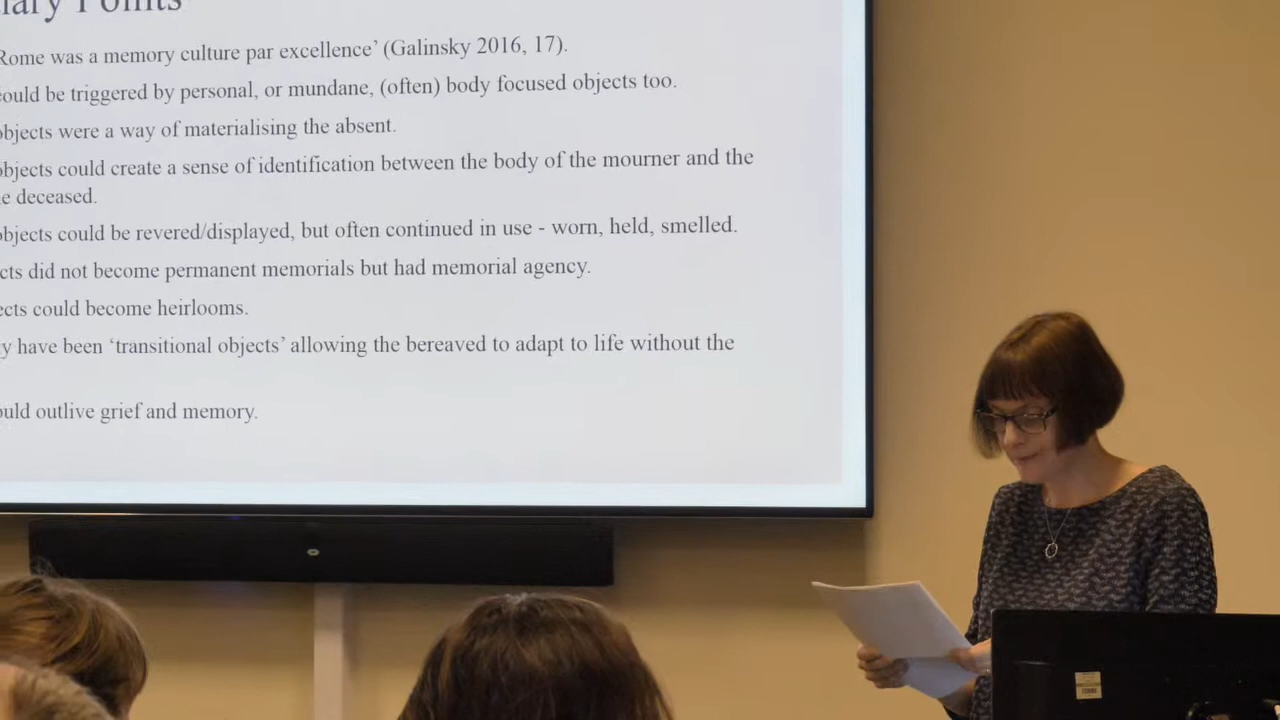 Points
Rome was a memory culture par excellence’ (Galinsky 2016, 17).
could be triggered by personal, or mundane, (often) body focused objects too.
objects were a way of materialising the absent.
objects could create a sense of identification between the body of the mourner and the
deceased.
objects could be revered/displayed, but often continued in use - worn, held, smelled.
did not become permanent memorials but had memorial agency.
could become heirlooms.
have been ‘transitional objects’ allowing the bereaved to adapt to life without the
outlive grief and memory.